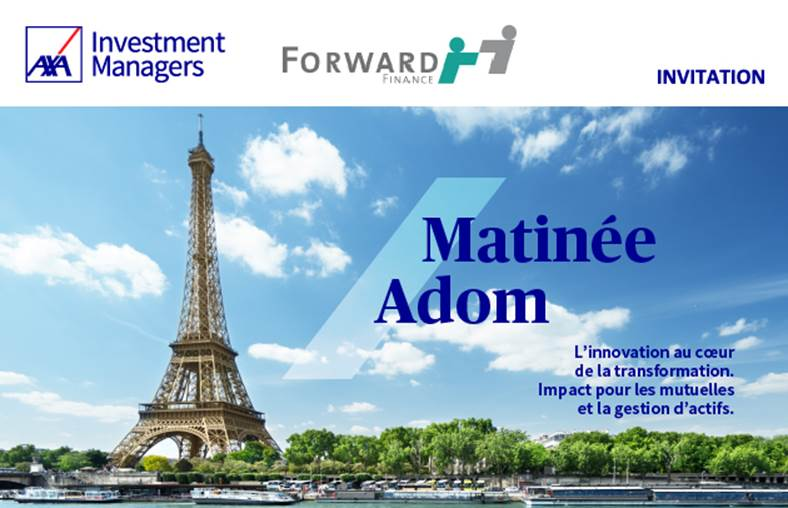 AXA
Investment
Managers
FORWARD
FINANCE
INVITATION
Matinée
Adom
L'innovation au cœur
de la transformation.
Impact pour les mutuelles
et la gestion d'actifs.